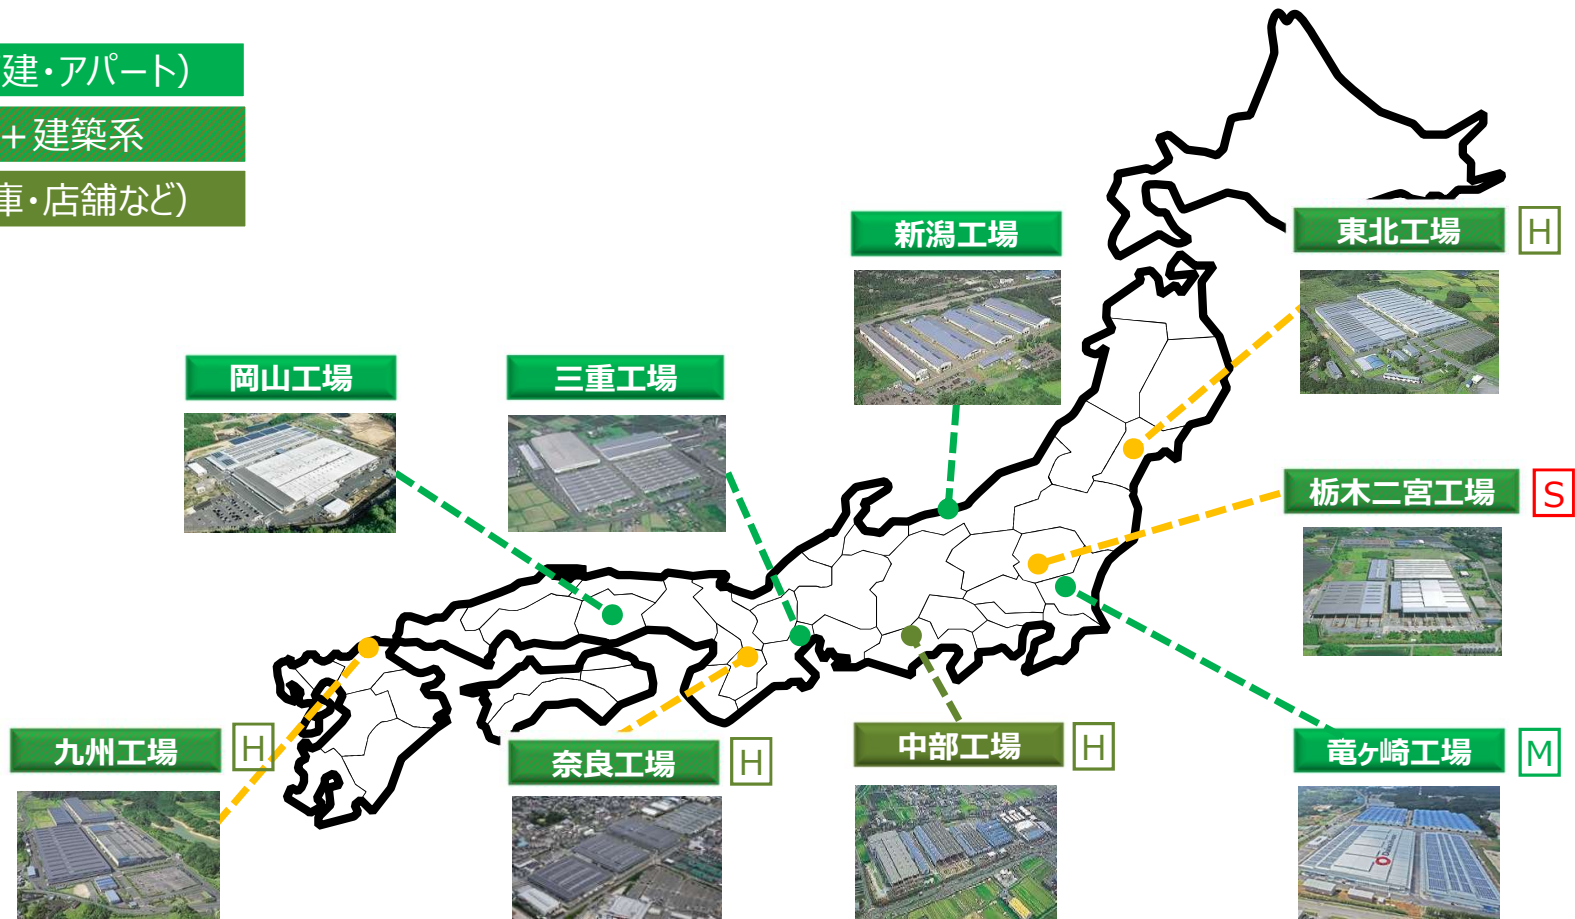 建・アパート)
+建築系
庫・店舗など)
新潟工場
東北工場 H
岡山工場
三重工場
栃木二宮工場 S
九州工場 H
奈良工場 H
中部工場 H
竜ヶ崎工場 M